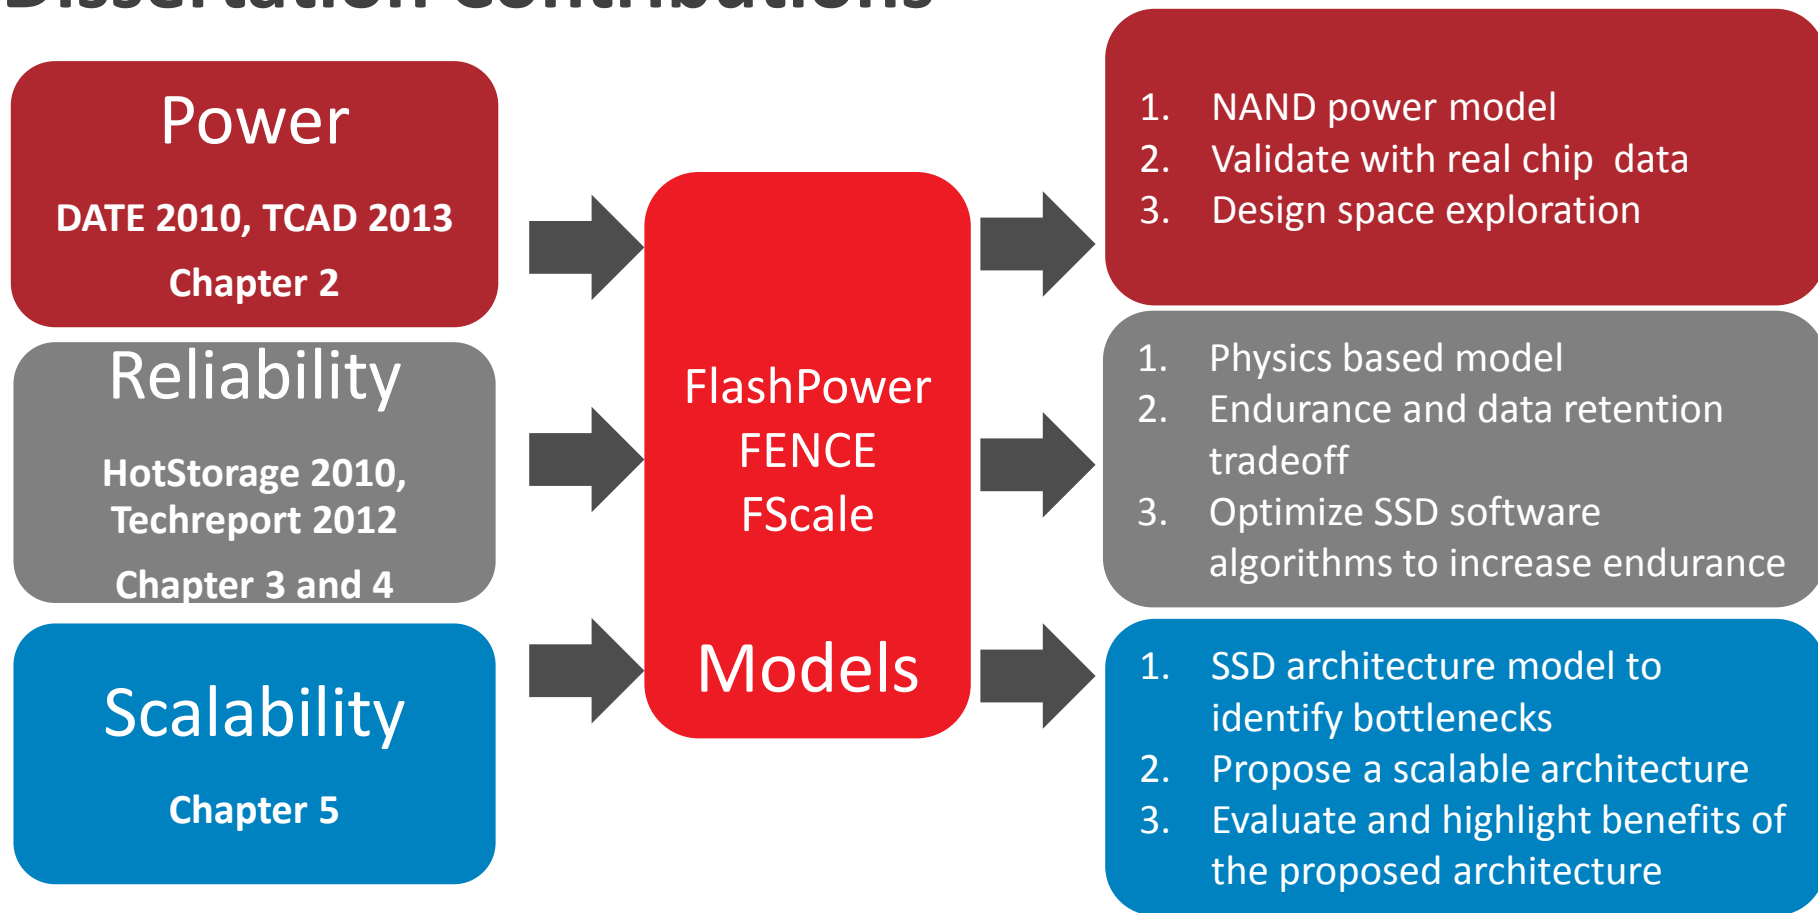 Dissertation Contributions
Power
DATE 2010, TCAD 2013
Chapter 2
Reliability
HotStorage 2010,
Techreport 2012
Chapter 3 and 4
Scalability
Chapter 5
FlashPower
FENCE
FScale
Models
1. NAND power model
2. Validate with real chip data
3. Design space exploration
1. Physics based model
2. Endurance and data retention
tradeoff
3. Optimize SSD software
algorithms to increase endurance
1. SSD architecture model to
identify bottlenecks
2. Propose a scalable architecture
3. Evaluate and highlight benefits of
the proposed architecture